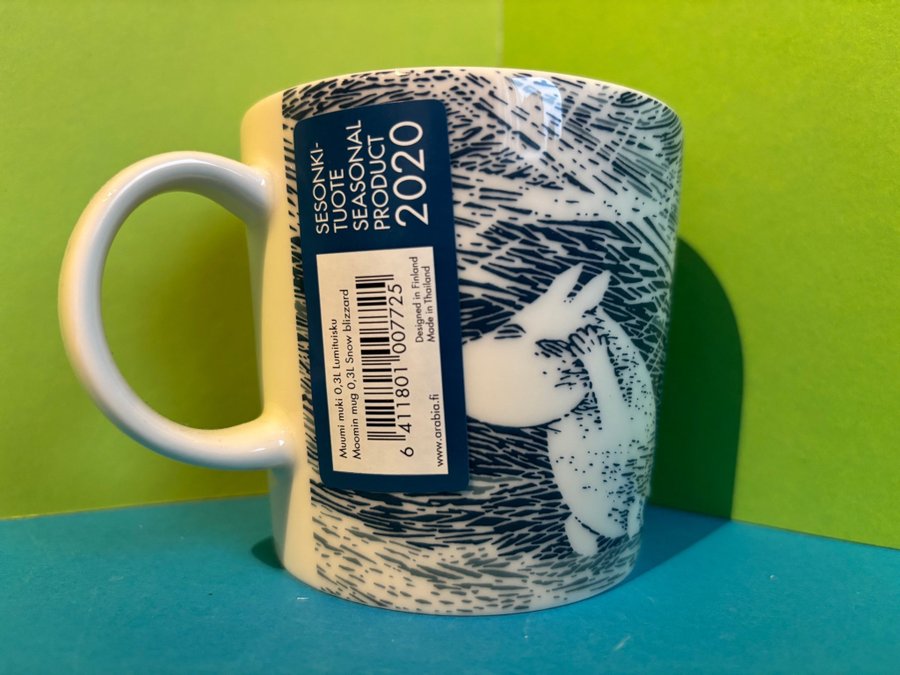 SESONKI-
TUOTE
SEASONAL
PRODUCT
2020
Muumi muki 0,3L Lumituisku
Moomin mug 0,3L Snow blizzard
6 411801 007725
Designed in Finland
Made in Thailand
www.arabia.fi